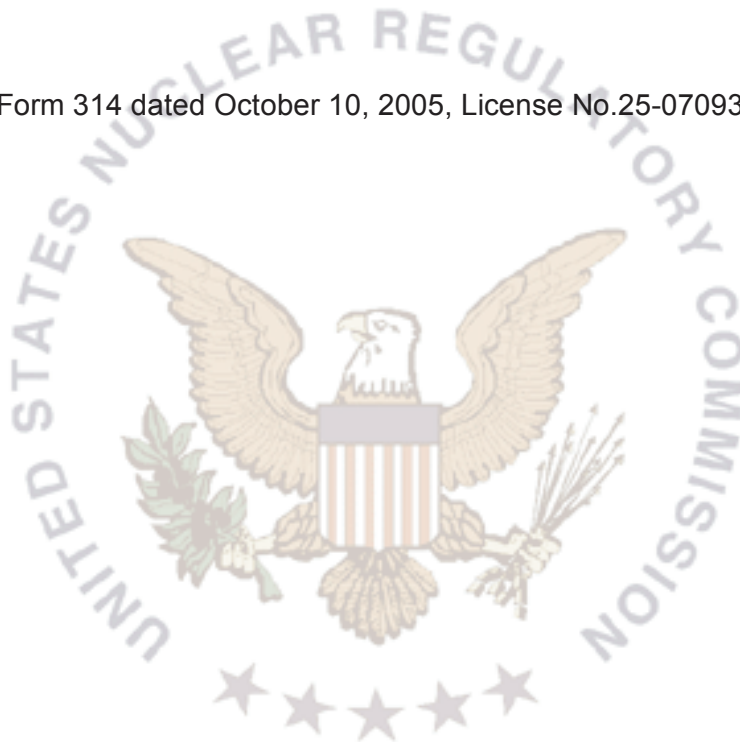 Form 314 dated October 10, 2005, License No.25-07093
UNITED STATES NUCLEAR REGULATORY COMMISSION